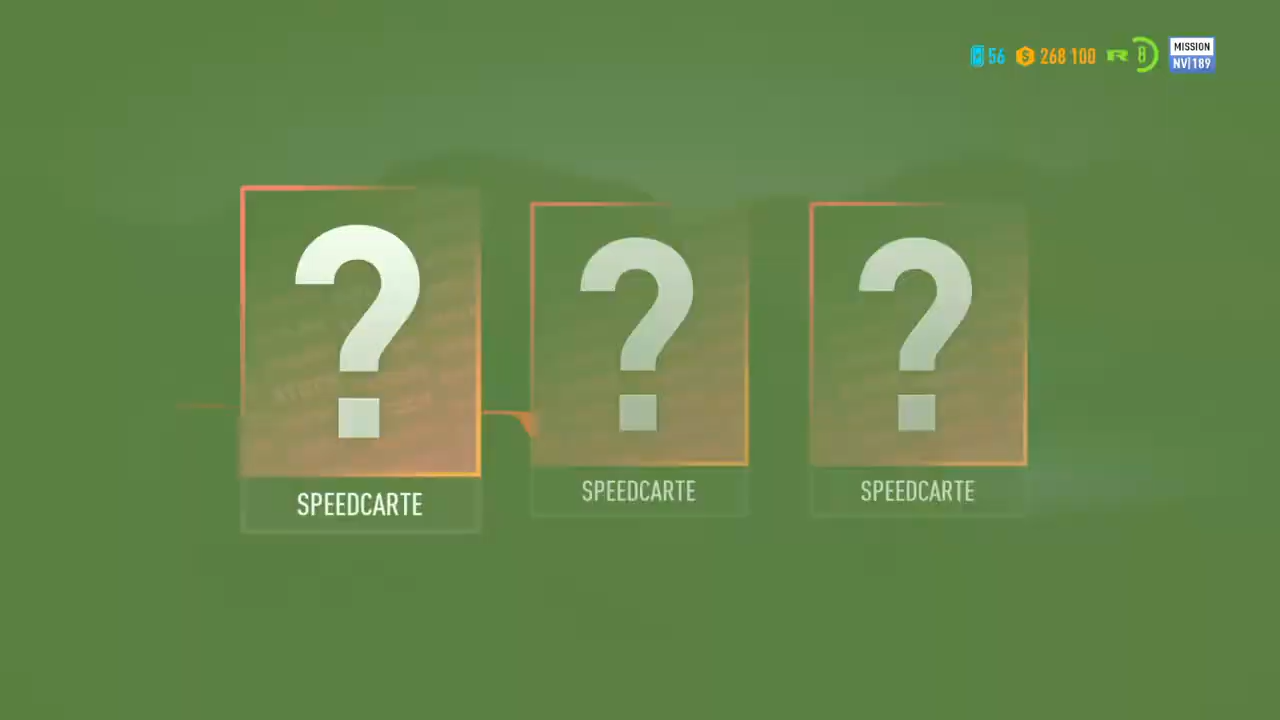 56 268 100 R 8 MISSION
NV|189
?
?
?
SPEEDCARTE
SPEEDCARTE
SPEEDCARTE